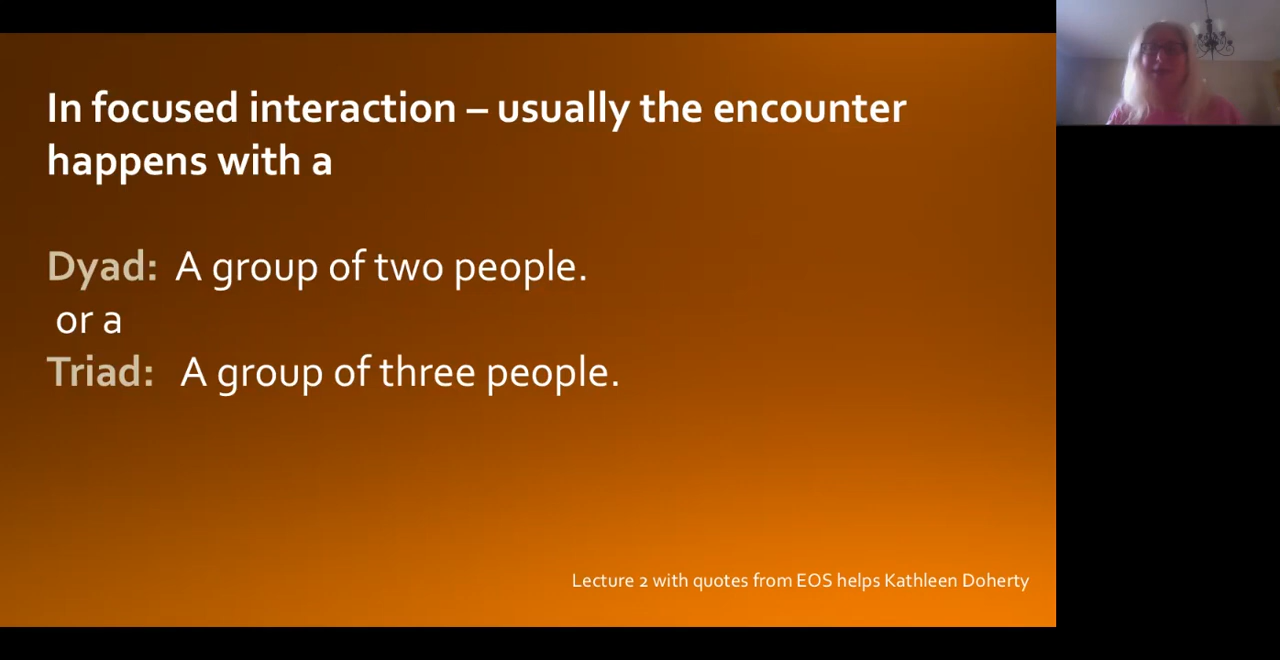 In focused interaction – usually the encounter
happens with a
Dyad: A group of two people.
or a
Triad: A group of three people.
Lecture 2 with quotes from EOS helps Kathleen Doherty